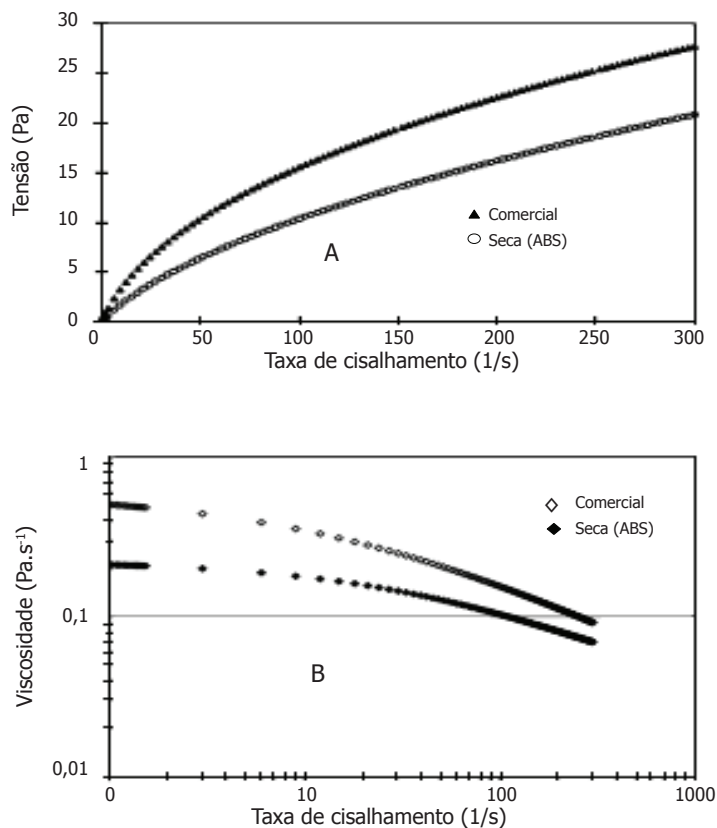 30
25
20
15
10
5
0
Tensão (Pa)
Comercial
Seca (ABS)
A
0 50 100 150 200 250 300
Taxa de cisalhamento (1/s)
1
0,1
0,01
Viscosidade (Pa.s⁻¹)
Comercial
Seca (ABS)
B
0 10 100 1000
Taxa de cisalhamento (1/s)